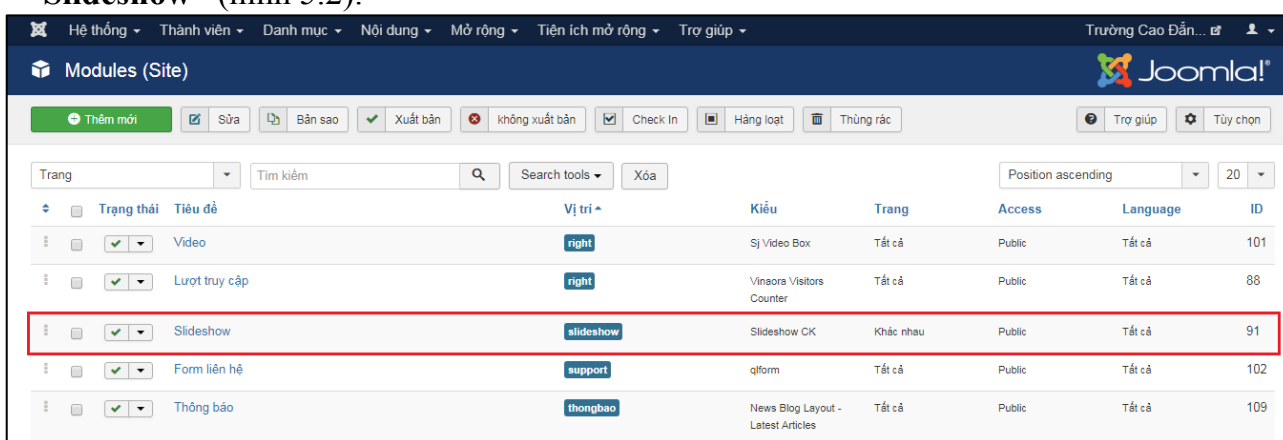 "Slideshow" (hình 5.2).
Hệ thống Thành viên Danh mục Nội dung Mở rộng Tiện ích mở rộng Trợ giúp Trường Cao Đẳn...
Modules (Site) Joomla!®
Thêm mới Sửa Bản sao Xuất bản không xuất bản Check In Hàng loạt Thùng rác Trợ giúp Tùy chọn
Trang Tìm kiếm Search tools Xóa Position ascending 20
Trạng thái Tiêu đề Vị trí Kiểu Trang Access Language ID
Video right Sj Video Box Tất cả Public Tất cả 101
Lượt truy cập right Vinaora Visitors Tất cả Public Tất cả 88
Counter
Slideshow slideshow Slideshow CK Khác nhau Public Tất cả 91
Form liên hệ support qlform Tất cả Public Tất cả 102
Thông báo thongbao News Blog Layout - Tất cả Public Tất cả 109
Latest Articles